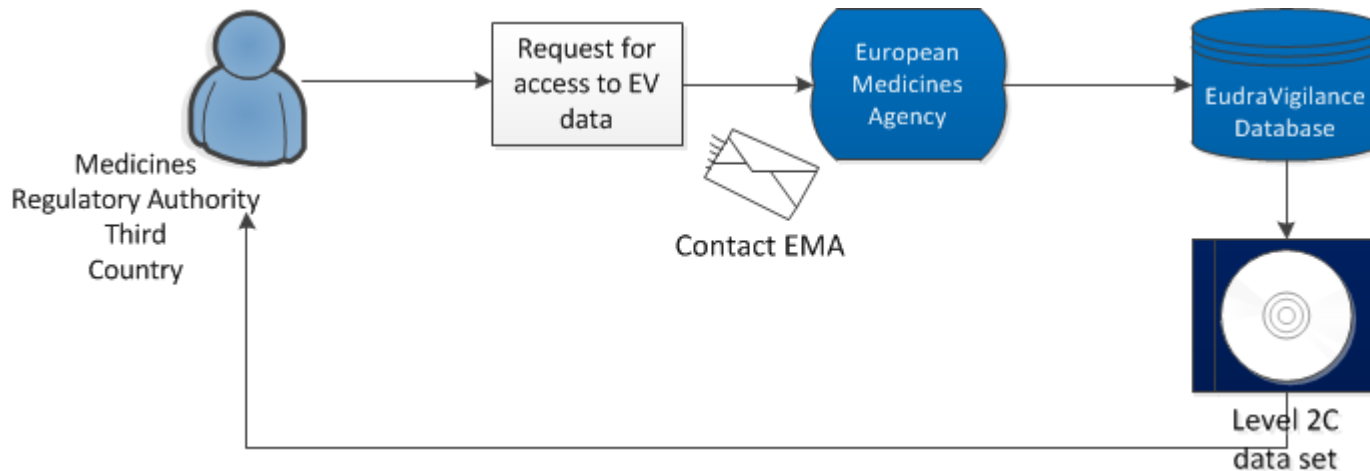 Medicines
Regulatory Authority
Third
Country
Request for
access to EV
data
Contact EMA
European
Medicines
Agency
EudraVigilance
Database
Level 2C
data set